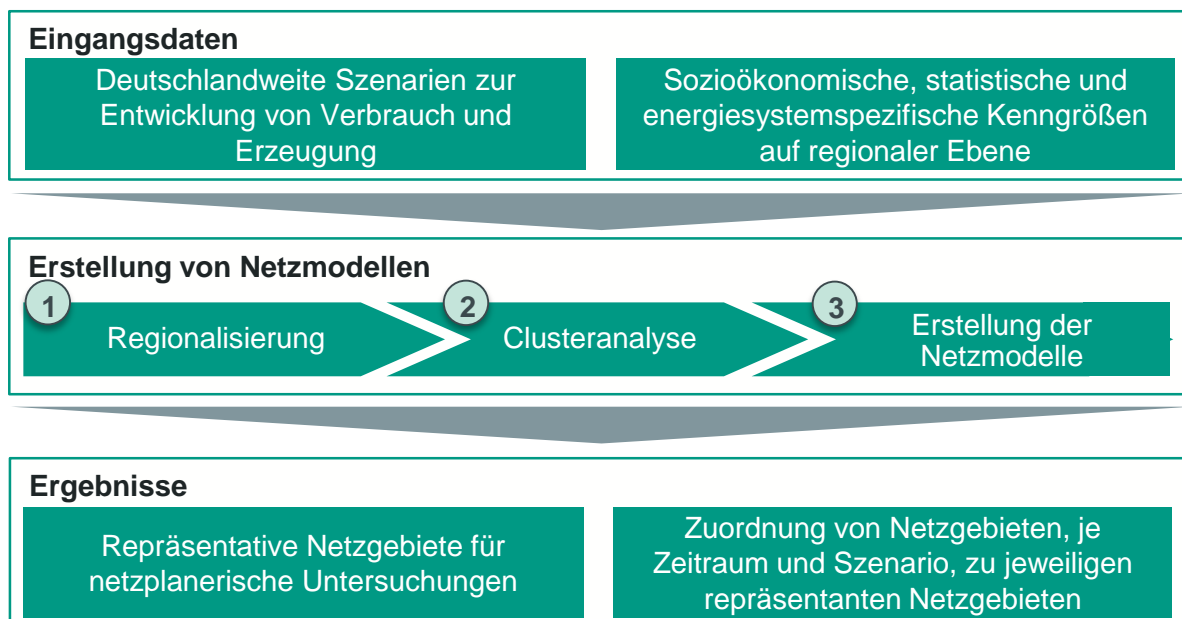 Eingangsdaten
Deutschlandweite Szenarien zur
Entwicklung von Verbrauch und
Erzeugung
Sozioökonomische, statistische und
energiesystemspezifische Kenngrößen
auf regionaler Ebene
Erstellung von Netzmodellen
1
Regionalisierung
2
Clusteranalyse
3
Erstellung der
Netzmodelle
Ergebnisse
Repräsentative Netzgebiete für
netzplanerische Untersuchungen
Zuordnung von Netzgebieten, je
Zeitraum und Szenario, zu jeweiligen
repräsentanten Netzgebieten